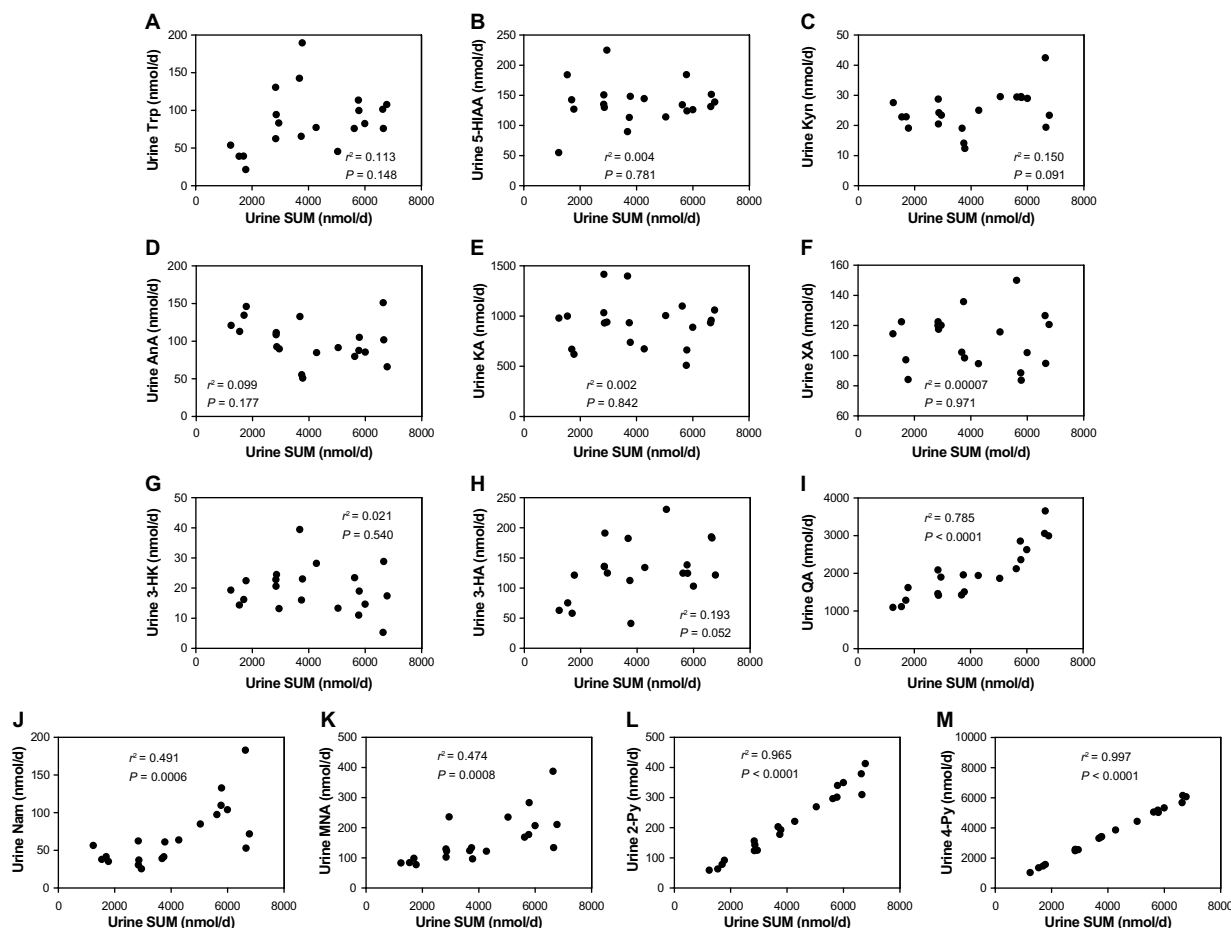 A
200
150
100
50
0
Urine Trp (nmol/d)
r² = 0.113
P = 0.148
0 2000 4000 6000 8000
Urine SUM (nmol/d)
B
250
200
150
100
50
0
Urine 5-HIAA (nmol/d)
r² = 0.004
P = 0.781
0 2000 4000 6000 8000
Urine SUM (nmol/d)
C
50
40
30
20
10
0
Urine Kyn (nmol/d)
r² = 0.150
P = 0.091
0 2000 4000 6000 8000
Urine SUM (nmol/d)
D
200
150
100
50
0
Urine AnA (nmol/d)
r² = 0.099
P = 0.177
0 2000 4000 6000 8000
Urine SUM (nmol/d)
E
1500
1000
500
0
Urine KA (nmol/d)
r² = 0.002
P = 0.842
0 2000 4000 6000 8000
Urine SUM (nmol/d)
F
160
140
120
100
80
60
Urine XA (nmol/d)
r² = 0.00007
P = 0.971
0 2000 4000 6000 8000
Urine SUM (mol/d)
G
50
40
30
20
10
0
Urine 3-HK (nmol/d)
r² = 0.021
P = 0.540
0 2000 4000 6000 8000
Urine SUM (nmol/d)
H
250
200
150
100
50
0
Urine 3-HA (nmol/d)
r² = 0.193
P = 0.052
0 2000 4000 6000 8000
Urine SUM (nmol/d)
I
4000
3000
2000
1000
0
Urine QA (nmol/d)
r² = 0.785
P < 0.0001
0 2000 4000 6000 8000
Urine SUM (nmol/d)
J
200
150
100
50
0
Urine Nam (nmol/d)
r² = 0.491
P = 0.0006
0 2000 4000 6000 8000
Urine SUM (nmol/d)
K
500
400
300
200
100
0
Urine MNA (nmol/d)
r² = 0.474
P = 0.0008
0 2000 4000 6000 8000
Urine SUM (nmol/d)
L
500
400
300
200
100
0
Urine 2-Py (nmol/d)
r² = 0.965
P < 0.0001
0 2000 4000 6000 8000
Urine SUM (nmol/d)
M
10000
8000
6000
4000
2000
0
Urine 4-Py (nmol/d)
r² = 0.997
P < 0.0001
0 2000 4000 6000 8000
Urine SUM (nmol/d)